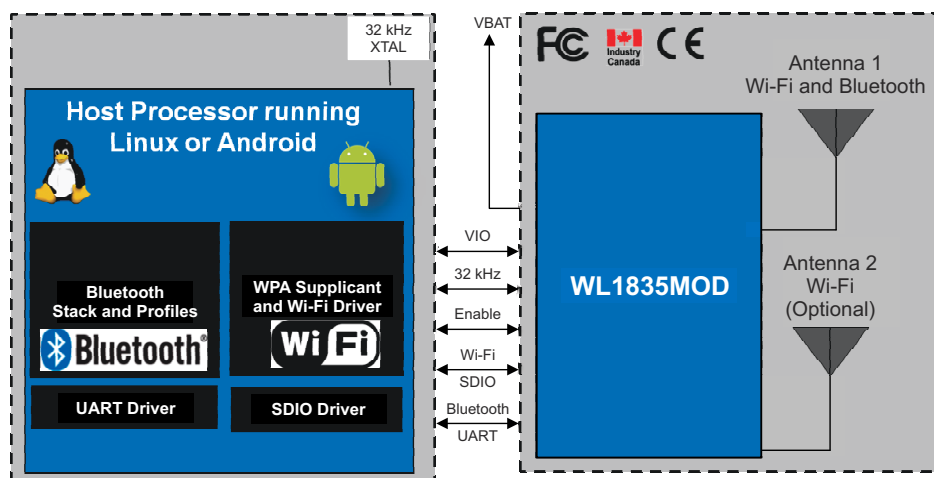 32 kHz
XTAL
Host Processor running
Linux or Android
Bluetooth
Stack and Profiles
Bluetooth®
WPA Supplicant
and Wi-Fi Driver
Wi Fi
UART Driver
SDIO Driver
VBAT
VIO
32 kHz
Enable
Wi-Fi
SDIO
Bluetooth
UART
FC
Industry
Canada
CE
WL1835MOD
Antenna 1
Wi-Fi and Bluetooth
Antenna 2
Wi-Fi
(Optional)